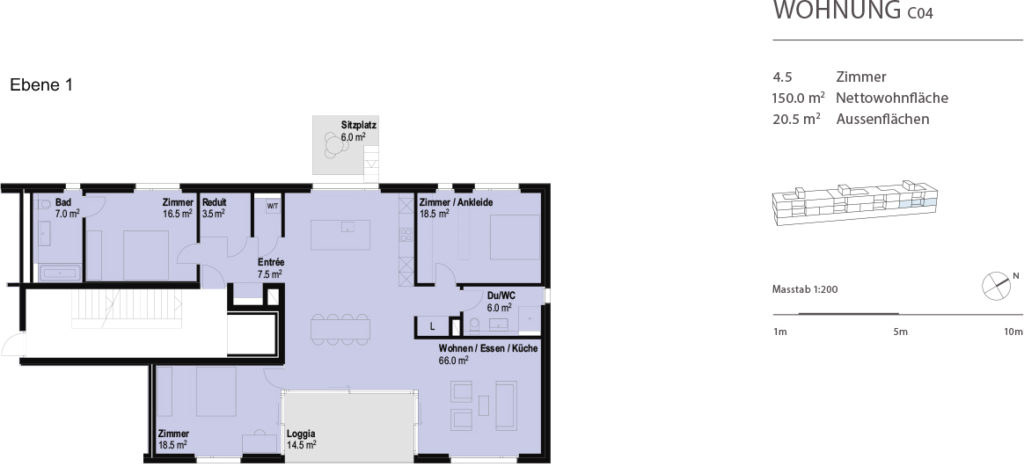 WOHNUNG C04
4.5 Zimmer
150.0 m² Nettowohnfläche
20.5 m² Aussenflächen
Ebene 1
Sitzplatz
6.0 m²
Bad
7.0 m²
Zimmer
16.5 m²
Reduit
3.5 m²
W/T
Zimmer / Ankleide
18.5 m²
Entrée
7.5 m²
Du/WC
6.0 m²
L
Wohnen / Essen / Küche
66.0 m²
Zimmer
18.5 m²
Loggia
14.5 m²
N
Masstab 1:200
1m 5m 10m